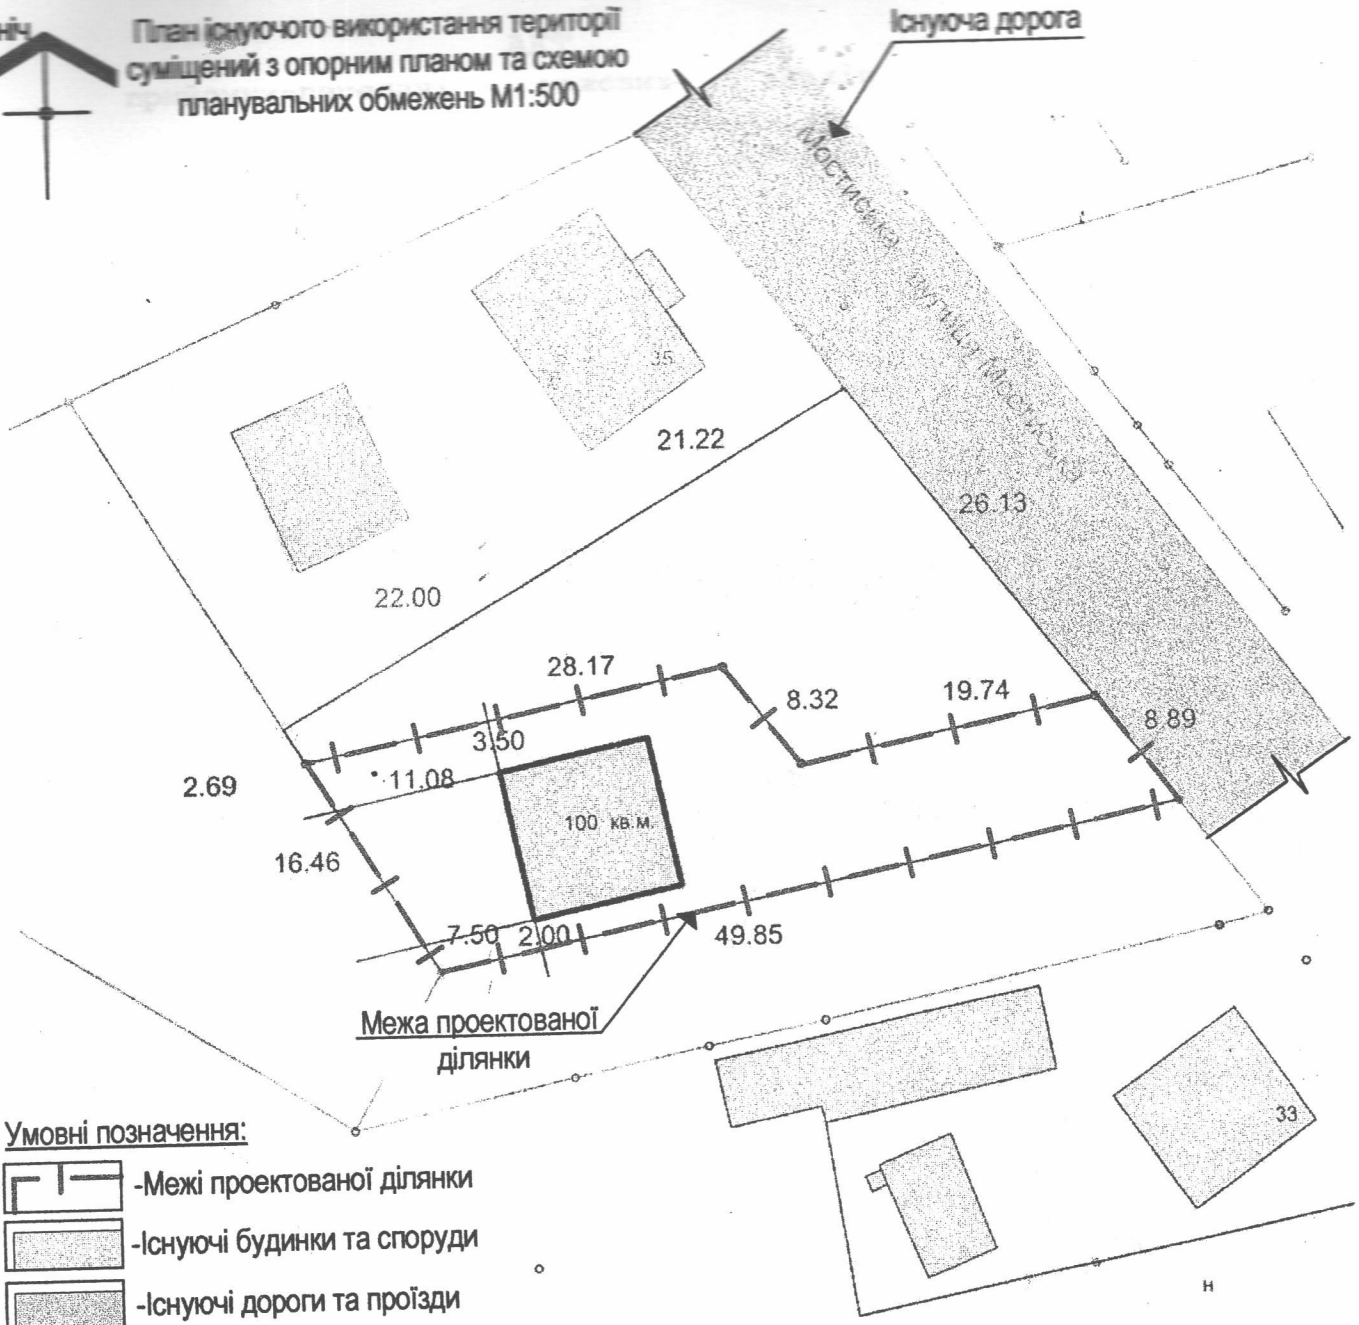 ніч
План існуючого використання території
суміщений з опорним планом та схемою
планувальних обмежень М1:500
Існуюча дорога
Мостиська вулиця Мостиська
35
21.22
26.13
22.00
28.17
8.32
19.74
8.89
3.50
2.69
11.08
100 кв.м.
16.46
7.50
2.00
49.85
Межа проектованої
ділянки
33
Умовні позначення:
-Межі проектованої ділянки
-Існуючі будинки та споруди
-Існуючі дороги та проїзди
н